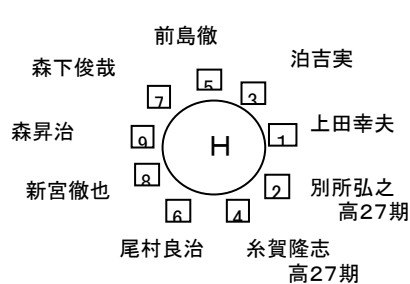 前島徹
泊吉実
森下俊哉
5
3
7
上田幸夫
森昇治
9
H
1
新宮徹也
8
2
別所弘之
高27期
6
4
尾村良治
糸賀隆志
高27期